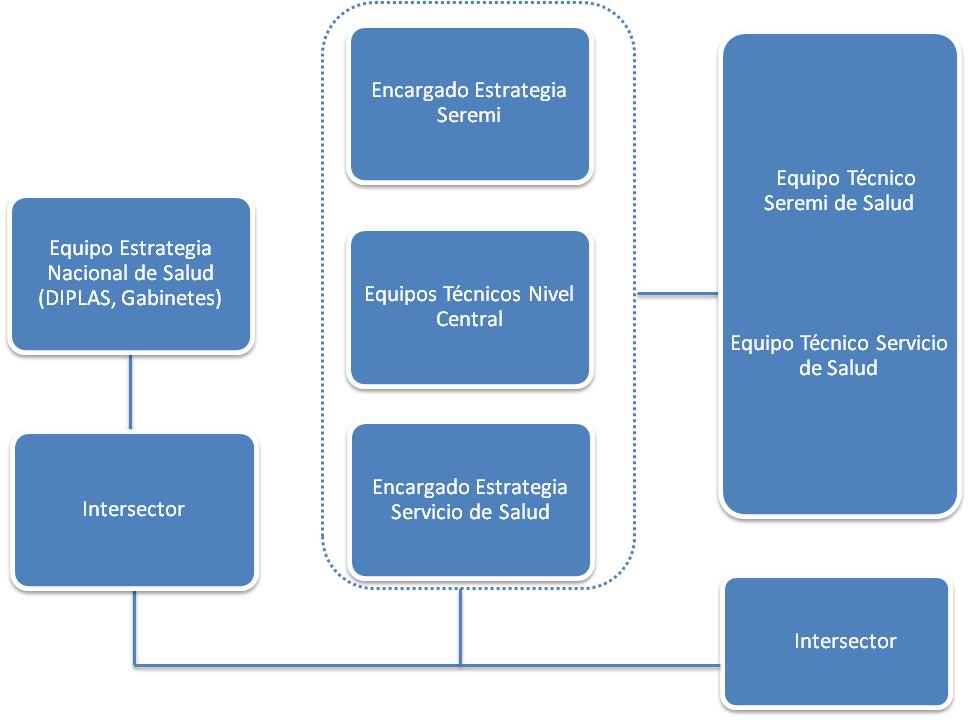 Equipo Estrategia
Nacional de Salud
(DIPLAS, Gabinetes)
Intersector
Encargado Estrategia
Seremi
Equipos Técnicos Nivel
Central
Encargado Estrategia
Servicio de Salud
Equipo Técnico
Seremi de Salud
Equipo Técnico Servicio
de Salud
Intersector